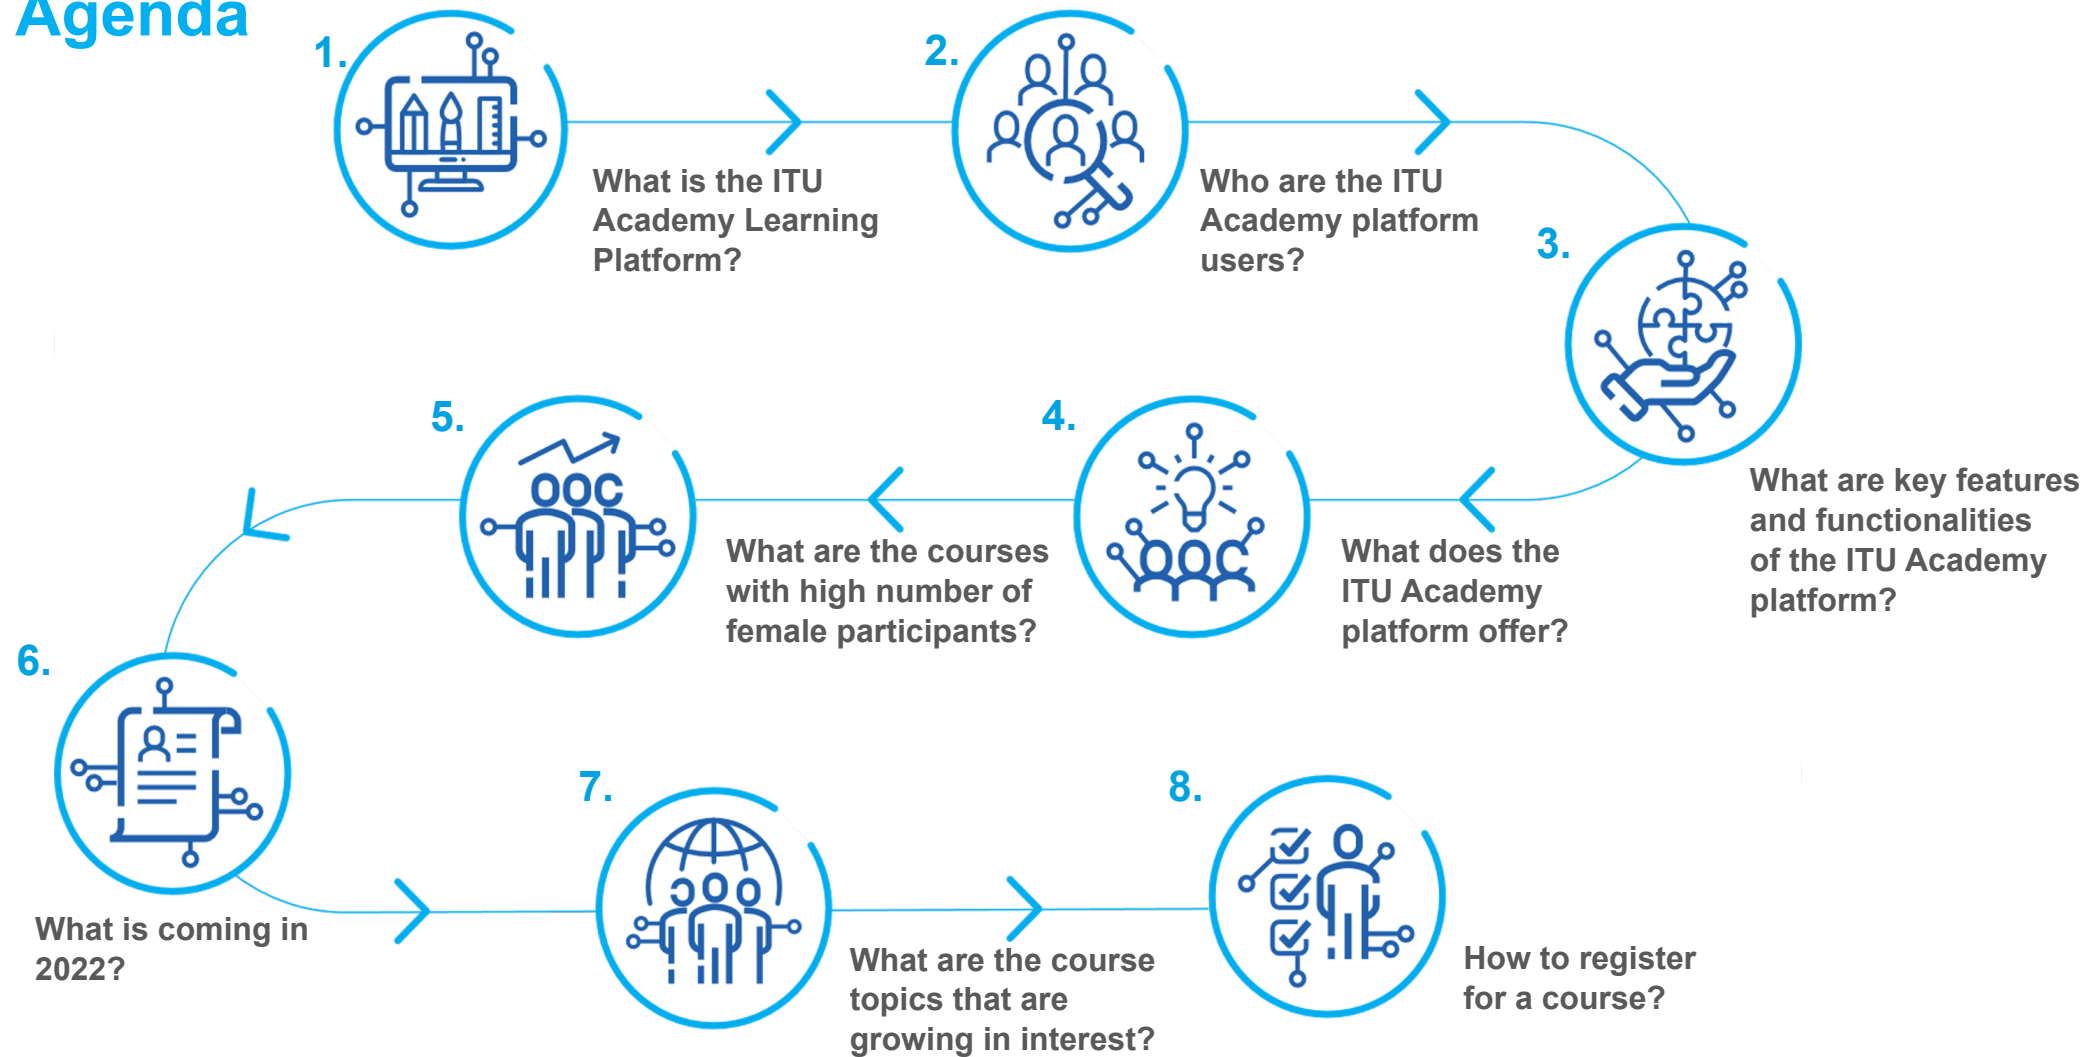 Agenda
1.
What is the ITU
Academy Learning
Platform?
2.
Who are the ITU
Academy platform
users?
3.
What are key features
and functionalities
of the ITU Academy
platform?
4.
What does the
ITU Academy
platform offer?
5.
What are the courses
with high number of
female participants?
6.
What is coming in
2022?
7.
What are the course
topics that are
growing in interest?
8.
How to register
for a course?